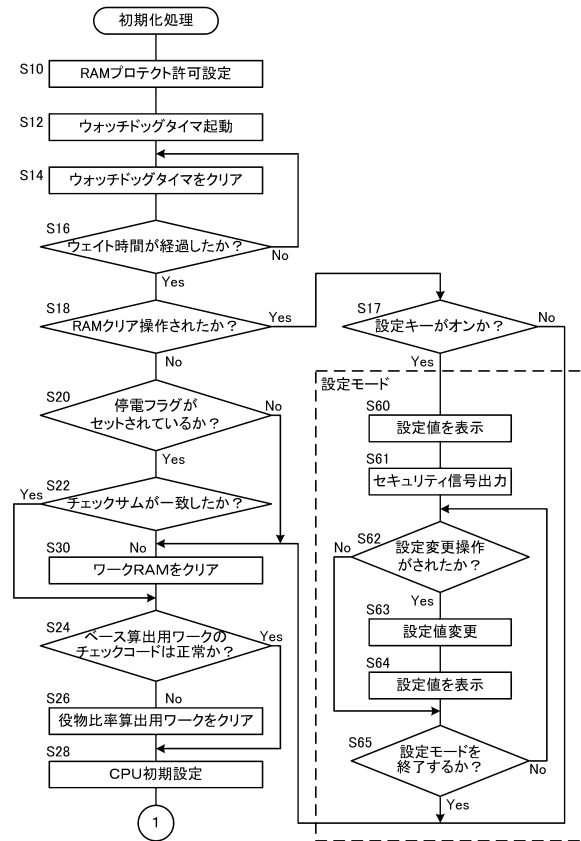 初期化処理
S10
RAMプロテクト許可設定
S12
ウォッチドッグタイマ起動
S14
ウォッチドッグタイマをクリア
S16
ウェイト時間が経過したか？
No
Yes
S18
RAMクリア操作されたか？
Yes
No
S20
停電フラグが
セットされているか？
No
Yes
S22
チェックサムが一致したか？
Yes
No
S30
ワークRAMをクリア
S24
ベース算出用ワークの
チェックコードは正常か？
Yes
No
S26
役物比率算出用ワークをクリア
S28
CPU初期設定
1
S17
設定キーがオンか？
No
Yes
設定モード
S60
設定値を表示
S61
セキュリティ信号出力
S62
設定変更操作
がされたか？
No
Yes
S63
設定値変更
S64
設定値を表示
S65
設定モードを
終了するか？
No
Yes